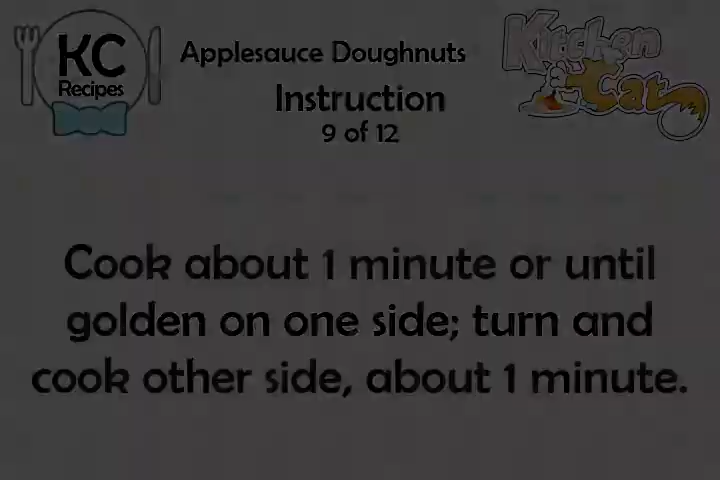 KC
Recipes
Applesauce Doughnuts
Instruction
9 of 12
Kitchen
Cat
Cook about 1 minute or until
golden on one side; turn and
cook other side, about 1 minute.